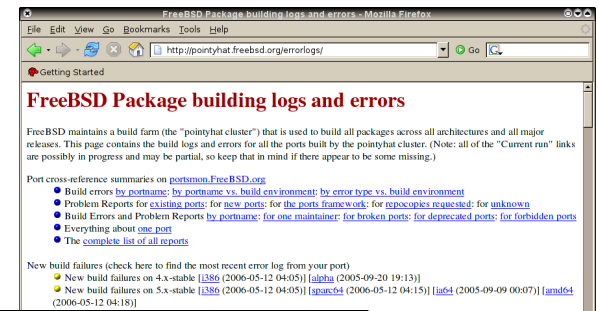 FreeBSD Package building logs and errors - Mozilla Firefox
File Edit View Go Bookmarks Tools Help
http://pointyhat.freebsd.org/errorlogs/ Go
Getting Started
FreeBSD Package building logs and errors
FreeBSD maintains a build farm (the "pointyhat cluster") that is used to build all packages across all architectures and all major
releases. This page contains the build logs and errors for all the ports built by the pointyhat cluster. (Note: all of the "Current run" links
are possibly in progress and may be partial, so keep that in mind if there appear to be some missing.)
Port cross-reference summaries on portsmon.FreeBSD.org
Build errors by portname; by portname vs. build environment; by error type vs. build environment
Problem Reports for existing ports; for new ports; for the ports framework; for repocopies requested; for unknown
Build Errors and Problem Reports by portname; for one maintainer; for broken ports; for deprecated ports; for forbidden ports
Everything about one port
The complete list of all reports
New build failures (check here to find the most recent error log from your port)
New build failures on 4.x-stable [i386 (2006-05-12 04:05)] [alpha (2005-09-20 19:13)]
New build failures on 5.x-stable [i386 (2006-05-12 04:05)] [sparc64 (2006-05-12 04:15)] [ia64 (2005-09-09 00:07)] [amd64
(2006-05-12 04:18)]